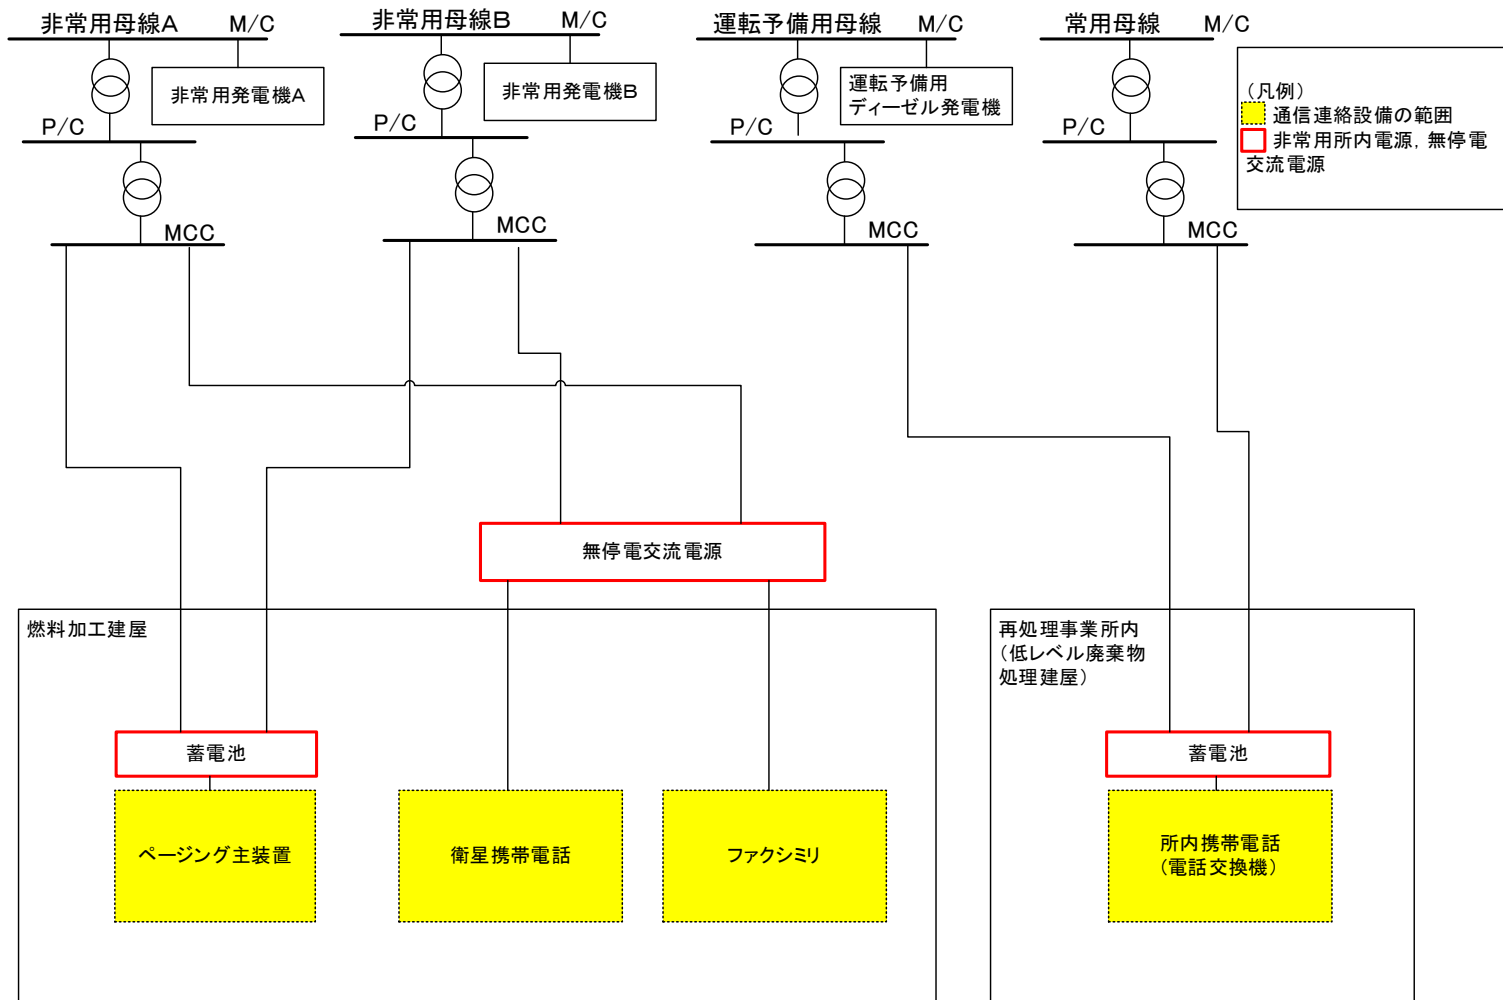 非常用母線A M/C
非常用母線B M/C
運転予備用母線 M/C
常用母線 M/C
非常用発電機A
非常用発電機B
運転予備用
ディーゼル発電機
(凡例)
通信連絡設備の範囲
非常用所内電源, 無停電
交流電源
P/C
P/C
P/C
P/C
MCC
MCC
MCC
MCC
無停電交流電源
燃料加工建屋
再処理事業所内
(低レベル廃棄物
処理建屋)
蓄電池
蓄電池
ページング主装置
衛星携帯電話
ファクシミリ
所内携帯電話
(電話交換機)